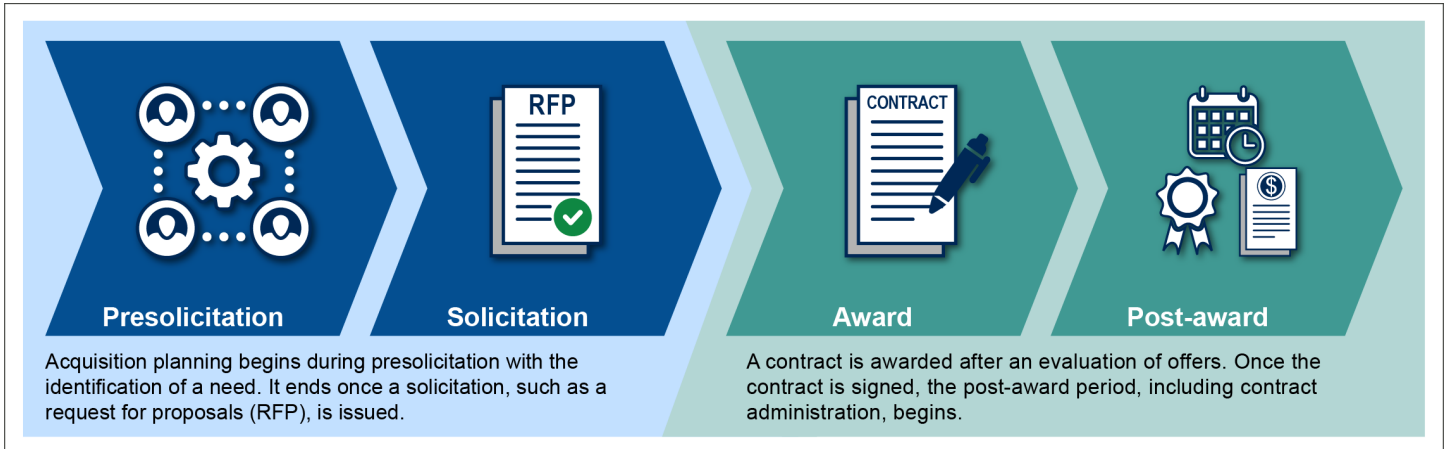 RFP
CONTRACT
$
Presolicitation
Solicitation
Award
Post-award
Acquisition planning begins during presolicitation with the
identification of a need. It ends once a solicitation, such as a
request for proposals (RFP), is issued.
A contract is awarded after an evaluation of offers. Once the
contract is signed, the post-award period, including contract
administration, begins.